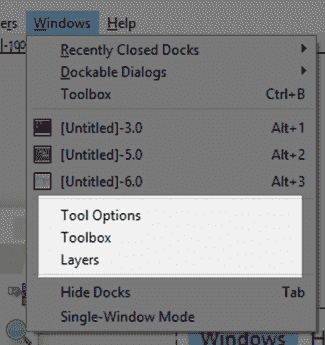 ers Windows Help
]-190
Recently Closed Docks
Dockable Dialogs
Toolbox Ctrl+B
[Untitled]-3.0 Alt+1
[Untitled]-5.0 Alt+2
[Untitled]-6.0 Alt+3
Tool Options
Toolbox
Layers
Hide Docks Tab
Single-Window Mode
Windows H